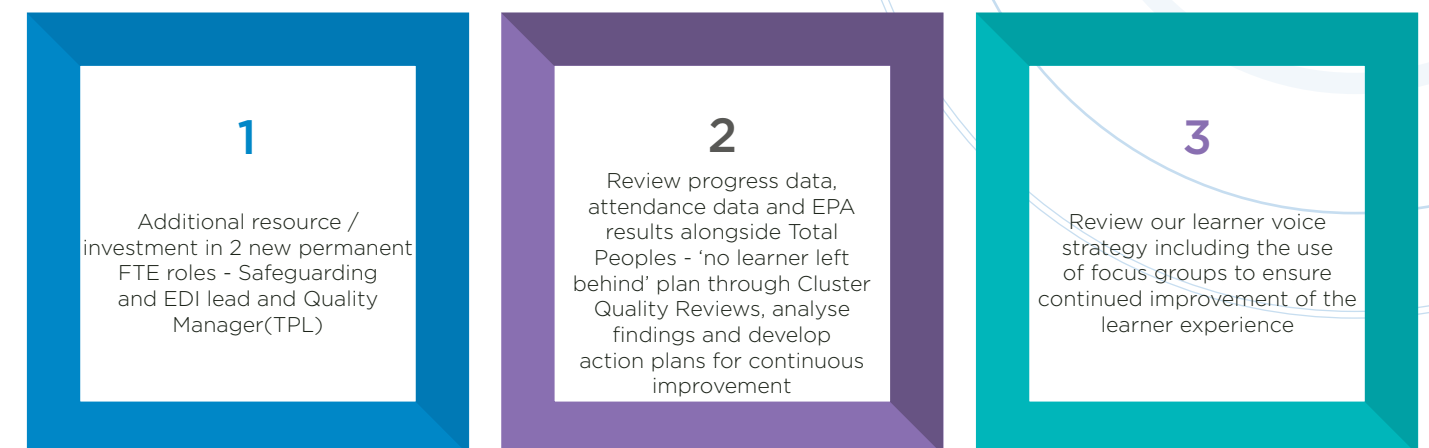 1
Additional resource /
investment in 2 new permanent
FTE roles - Safeguarding
and EDI lead and Quality
Manager(TPL)
2
Review progress data,
attendance data and EPA
results alongside Total
Peoples - ‘no learner left
behind’ plan through Cluster
Quality Reviews, analyse
findings and develop
action plans for continuous
improvement
3
Review our learner voice
strategy including the use
of focus groups to ensure
continued improvement of the
learner experience